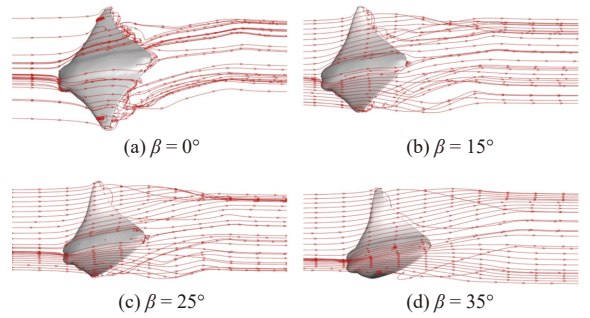 (a) β = 0°
(b) β = 15°
(c) β = 25°
(d) β = 35°